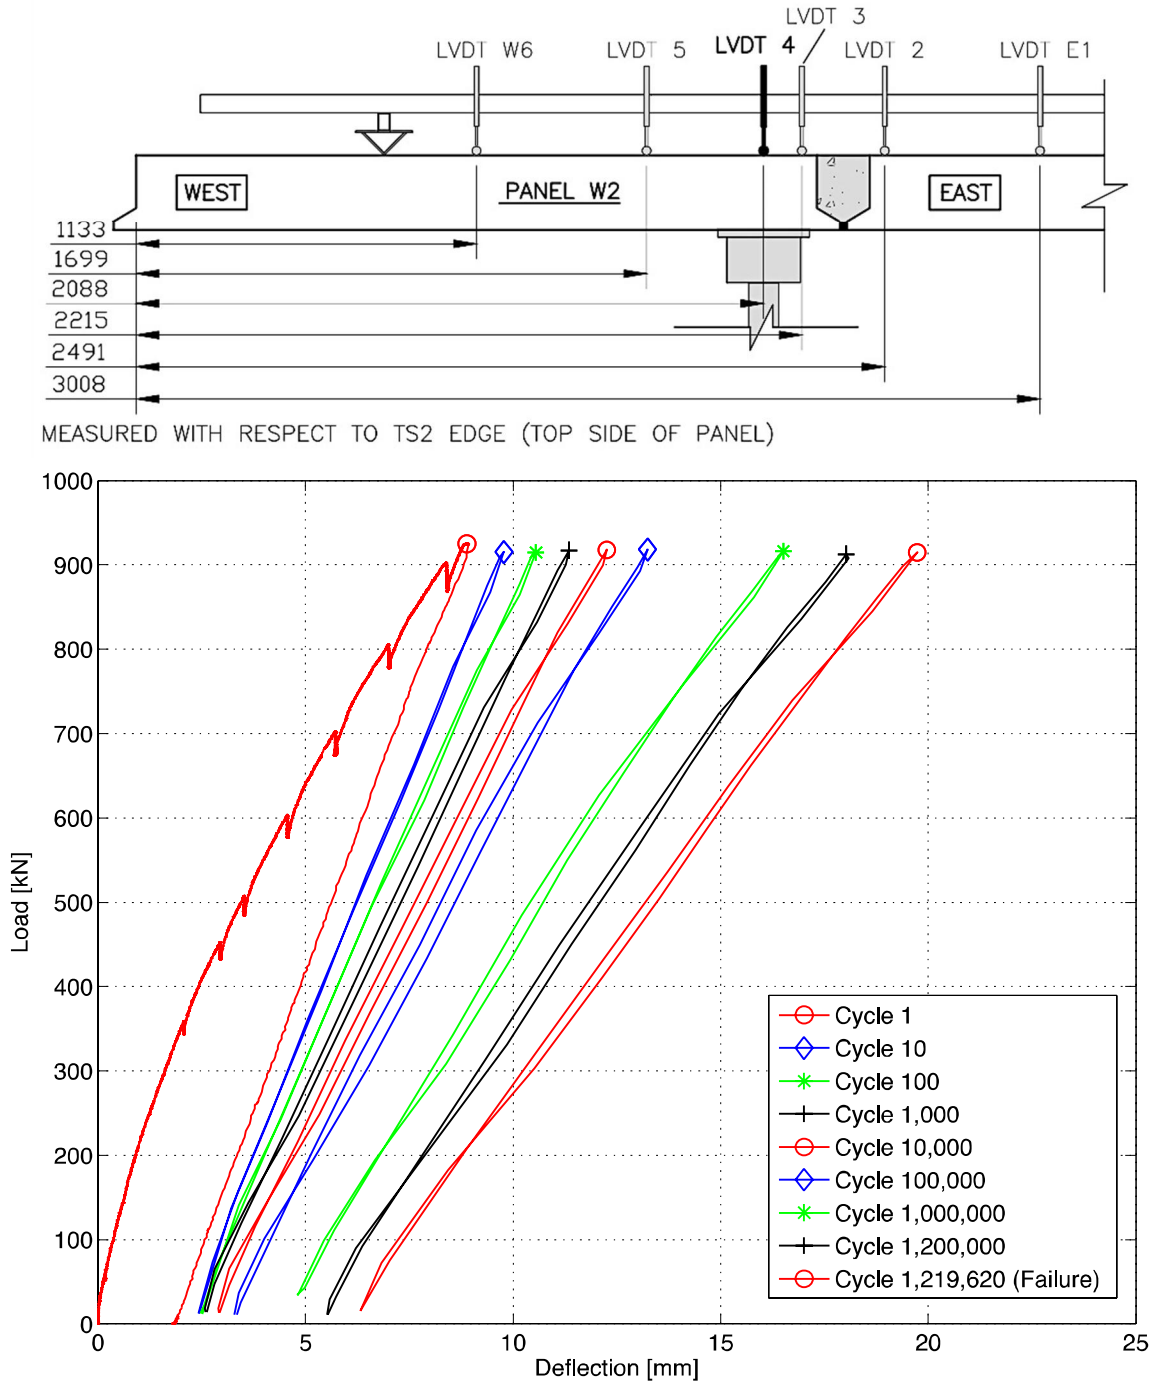 LVDT 3
LVDT W6 LVDT 5 LVDT 4 LVDT 2 LVDT E1
WEST PANEL W2 EAST
1133
1699
2088
2215
2491
3008
MEASURED WITH RESPECT TO TS2 EDGE (TOP SIDE OF PANEL)
1000
900
800
700
600
500
400
300
200
100
0
Load [kN]
Cycle 1
Cycle 10
Cycle 100
Cycle 1,000
Cycle 10,000
Cycle 100,000
Cycle 1,000,000
Cycle 1,200,000
Cycle 1,219,620 (Failure)
0 5 10 15 20 25
Deflection [mm]